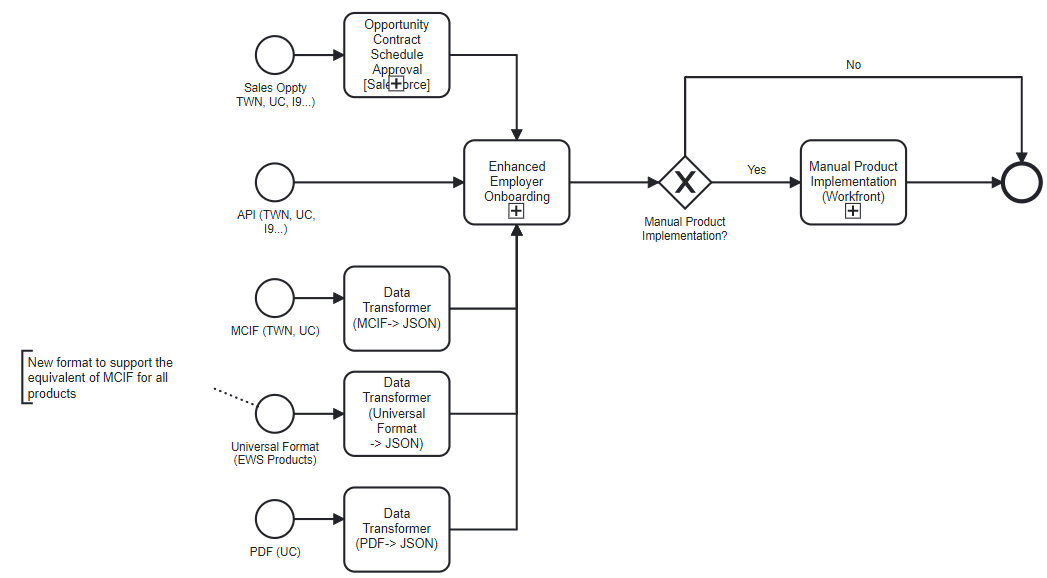 Opportunity
Contract
Schedule
Approval
[Sale orce]
Sales Oppty
TWN, UC, I9...)
No
Enhanced
Employer
Onboarding
API (TWN, UC,
I9...)
Yes
Manual Product
Implementation?
Manual Product
Implementation
(Workfront)
Data
Transformer
(MCIF-> JSON)
MCIF (TWN, UC)
New format to support the
equivalent of MCIF for all
products
Data
Transformer
(Universal
Format
-> JSON)
Universal Format
(EWS Products)
Data
Transformer
(PDF-> JSON)
PDF (UC)